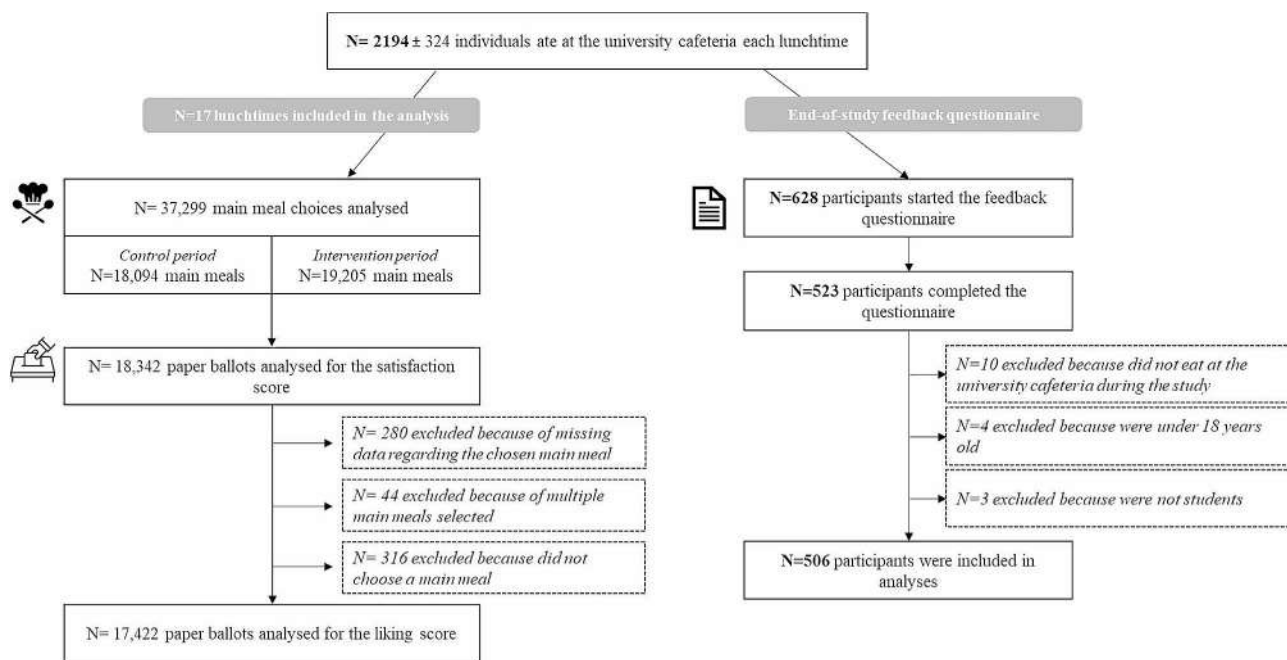 N= 2194 ± 324 individuals ate at the university cafeteria each lunchtime
N=17 lunchtimes included in the analysis
End-of-study feedback questionnaire
N= 37,299 main meal choices analysed
Control period
N=18,094 main meals
Intervention period
N=19,205 main meals
N= 18,342 paper ballots analysed for the satisfaction
score
N= 280 excluded because of missing
data regarding the chosen main meal
N= 44 excluded because of multiple
main meals selected
N= 316 excluded because did not
choose a main meal
N= 17,422 paper ballots analysed for the liking score
N=628 participants started the feedback
questionnaire
N=523 participants completed the
questionnaire
N=10 excluded because did not eat at the
university cafeteria during the study
N=4 excluded because were under 18 years
old
N=3 excluded because were not students
N=506 participants were included in
analyses